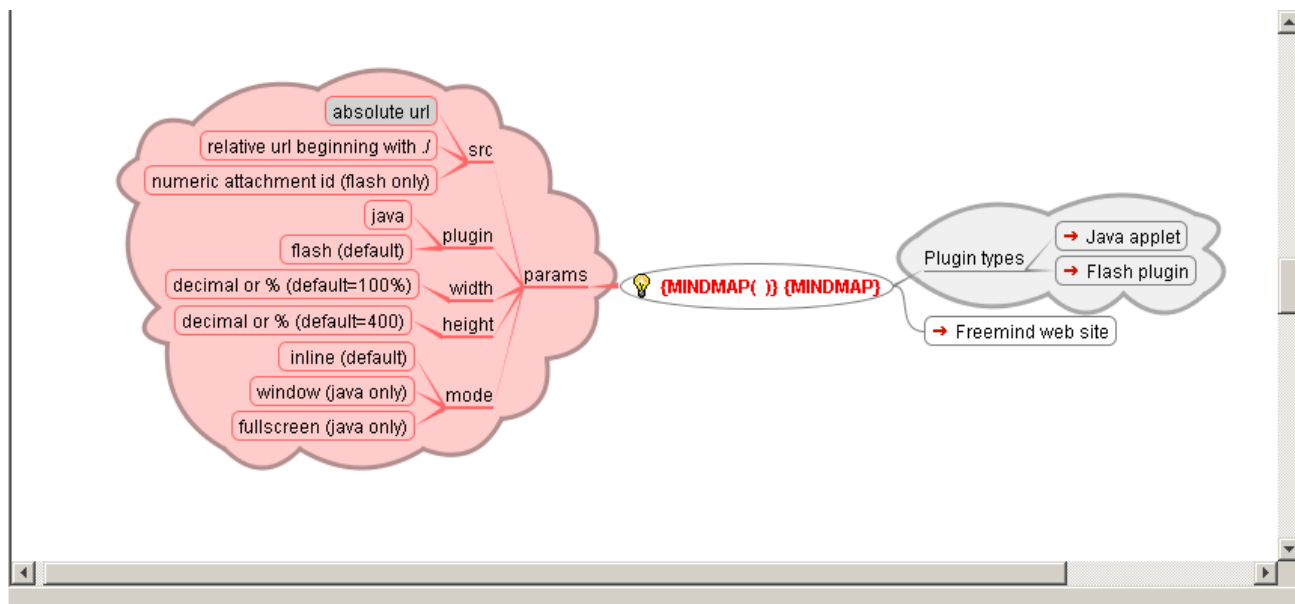 absolute url
relative url beginning with ./
numeric attachment id (flash only)
src
java
flash (default)
plugin
decimal or % (default=100%)
width
decimal or % (default=400)
height
inline (default)
window (java only)
fullscreen (java only)
mode
params
{MINDMAP(  )} {MINDMAP}
Plugin types
Java applet
Flash plugin
Freemind web site